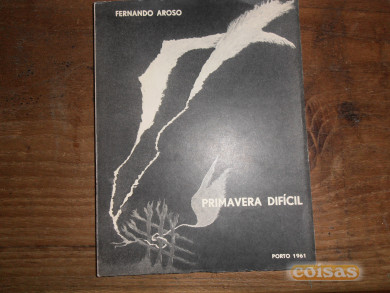 FERNANDO AROSO
PRIMAVERA DIFÍCIL
PORTO 1961
coisas